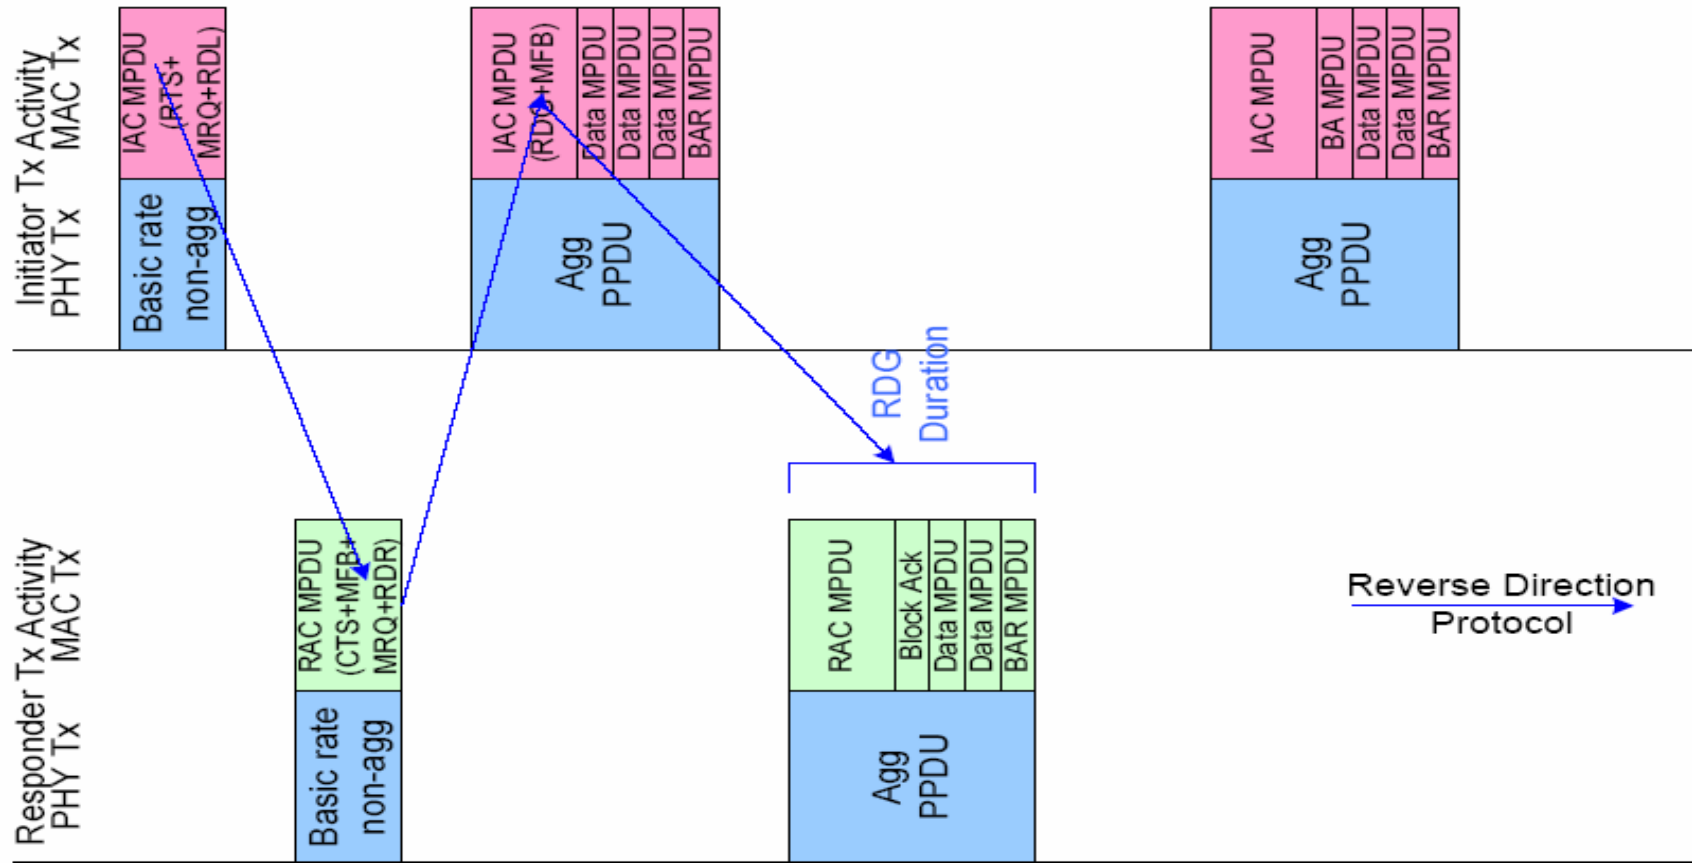 Initiator Tx Activity
MAC Tx
PHY Tx
IAC MPDU
(RTS+
MRQ+RDL)
Basic rate
non-agg
IAC MPDU
(RDG+MFB)
Data MPDU
Data MPDU
Data MPDU
BAR MPDU
Agg
PPDU
IAC MPDU
BA MPDU
Data MPDU
Data MPDU
BAR MPDU
Agg
PPDU
RDG
Duration
Responder Tx Activity
MAC Tx
PHY Tx
RAC MPDU
(CTS+MFB+
MRQ+RDR)
Basic rate
non-agg
RAC MPDU
Block Ack
Data MPDU
Data MPDU
BAR MPDU
Agg
PPDU
Reverse Direction
Protocol